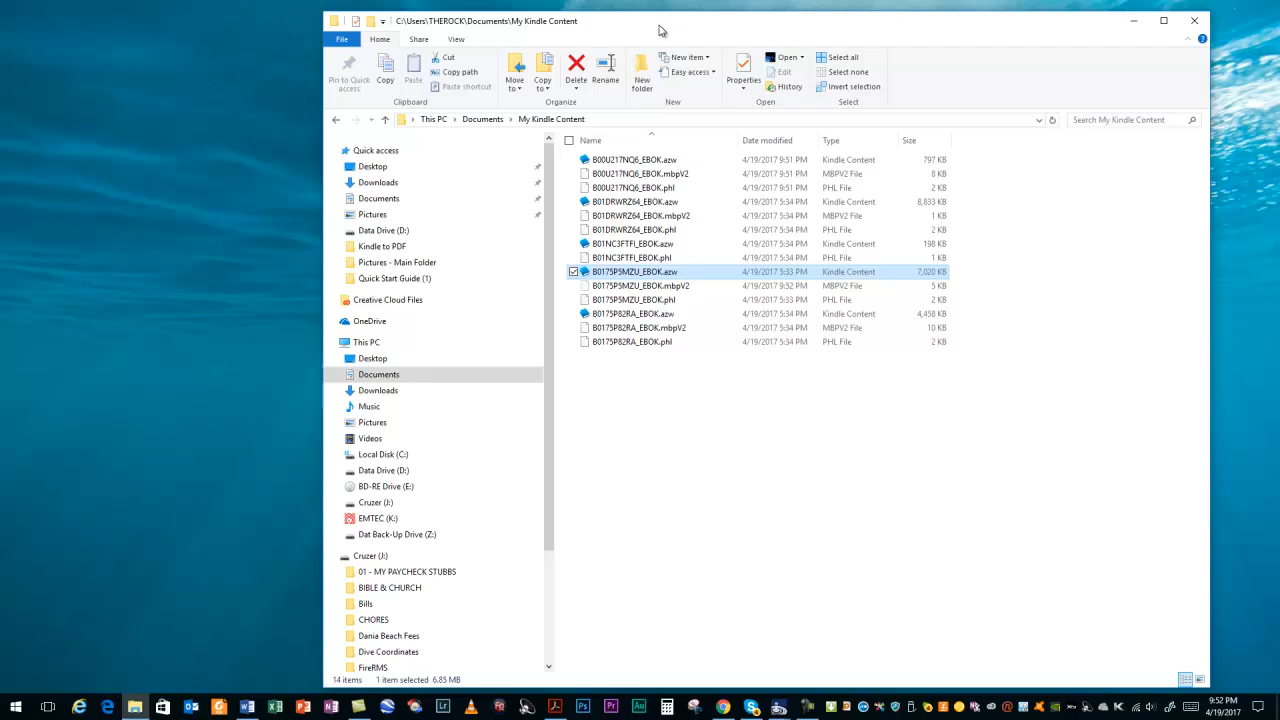 C:\Users\THEROCK\Documents\My Kindle Content
File Home Share View
Pin to Quick access
Copy
Paste
Cut
Copy path
Paste shortcut
Move to
Copy to
Delete
Rename
New folder
New item
Easy access
Properties
Open
Edit
History
Select all
Select none
Invert selection
Clipboard Organize New Open Select
This PC Documents My Kindle Content
Search My Kindle Content
Name Date modified Type Size
B00U217NQ6_EBOK.azw 4/19/2017 9:51 PM Kindle Content 797 KB
B00U217NQ6_EBOK.mbpV2 4/19/2017 9:51 PM MBPV2 File 8 KB
B00U217NQ6_EBOK.phl 4/19/2017 9:51 PM PHL File 2 KB
B01DRWRZ64_EBOK.azw 4/19/2017 5:34 PM Kindle Content 8,833 KB
B01DRWRZ64_EBOK.mbpV2 4/19/2017 5:34 PM MBPV2 File 1 KB
B01DRWRZ64_EBOK.phl 4/19/2017 5:34 PM PHL File 2 KB
B01NC3FTFI_EBOK.azw 4/19/2017 5:34 PM Kindle Content 198 KB
B01NC3FTFI_EBOK.phl 4/19/2017 5:34 PM PHL File 1 KB
B0175P5MZU_EBOK.azw 4/19/2017 5:33 PM Kindle Content 7,020 KB
B0175P5MZU_EBOK.mbpV2 4/19/2017 9:52 PM MBPV2 File 5 KB
B0175P5MZU_EBOK.phl 4/19/2017 5:33 PM PHL File 2 KB
B0175P82RA_EBOK.azw 4/19/2017 5:34 PM Kindle Content 4,458 KB
B0175P82RA_EBOK.mbpV2 4/19/2017 5:34 PM MBPV2 File 10 KB
B0175P82RA_EBOK.phl 4/19/2017 5:34 PM PHL File 2 KB
Quick access
Desktop
Downloads
Documents
Pictures
Data Drive (D:)
Kindle to PDF
Pictures - Main Folder
Quick Start Guide (1)
Creative Cloud Files
OneDrive
This PC
Desktop
Documents
Downloads
Music
Pictures
Videos
Local Disk (C:)
Data Drive (D:)
BD-RE Drive (E:)
Cruzer (J:)
EMTEC (K:)
Dat Back-Up Drive (Z:)
Cruzer (J:)
01 - MY PAYCHECK STUBBS
BIBLE & CHURCH
Bills
CHORES
Dania Beach Fees
Dive Coordinates
FireRMS
14 items 1 item selected 6.85 MB
9:52 PM
4/19/2017